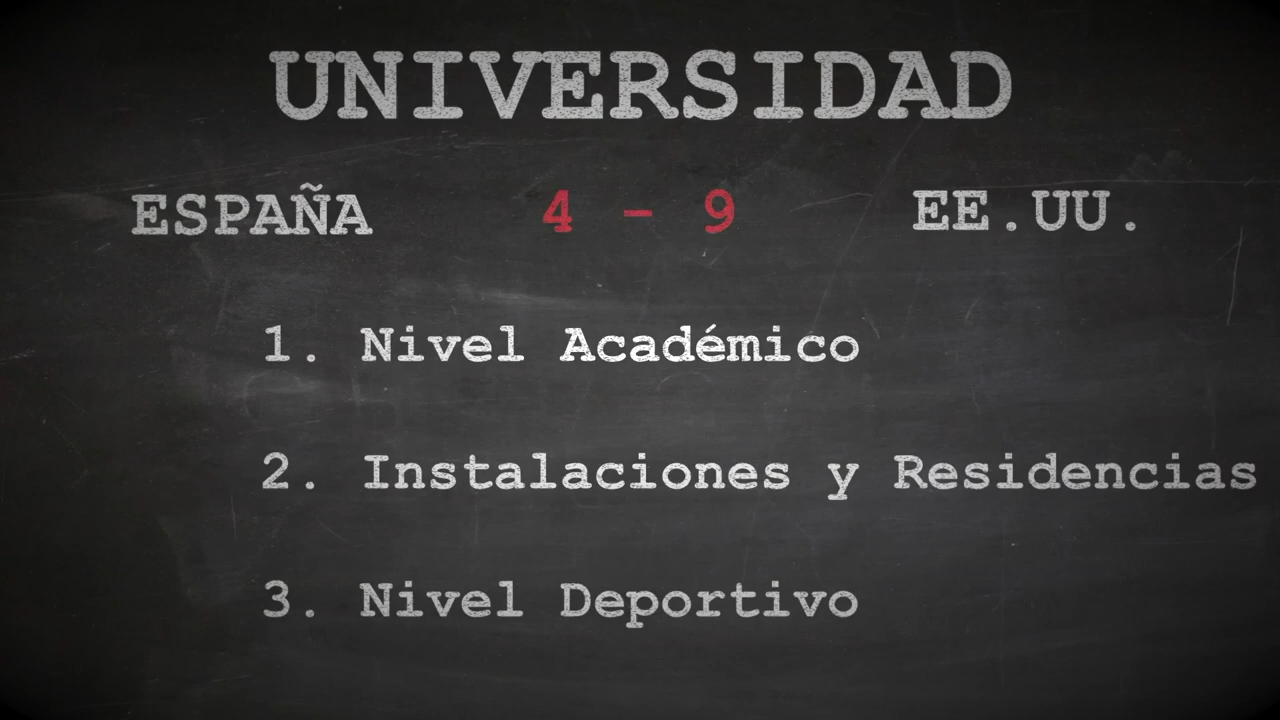 UNIVERSIDAD
ESPAÑA 4 - 9 EE.UU.
1. Nivel Académico
2. Instalaciones y Residencias
3. Nivel Deportivo